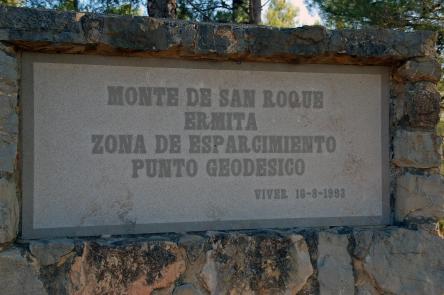 MONTE DE SAN ROQUE
ERMITA
ZONA DE ESPARCIMIENTO
PUNTO GEODESICO
VIVER 16-8-1993